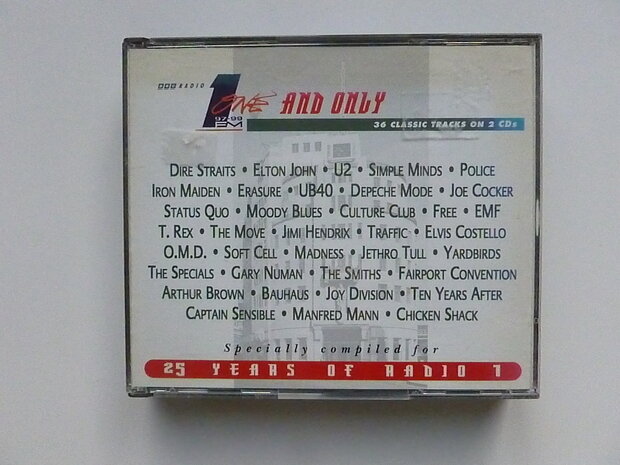 BBC RADIO
1
ONE AND ONLY
97-99
FM
36 CLASSIC TRACKS ON 2 CDs
DIRE STRAITS • ELTON JOHN • U2 • SIMPLE MINDS • POLICE
IRON MAIDEN • ERASURE • UB40 • DEPECHE MODE • JOE COCKER
STATUS QUO • MOODY BLUES • CULTURE CLUB • FREE • EMF
T. REX • THE MOVE • JIMI HENDRIX • TRAFFIC • ELVIS COSTELLO
O.M.D. • SOFT CELL • MADNESS • JETHRO TULL • YARDBIRDS
THE SPECIALS • GARY NUMAN • THE SMITHS • FAIRPORT CONVENTION
ARTHUR BROWN • BAUHAUS • JOY DIVISION • TEN YEARS AFTER
CAPTAIN SENSIBLE • MANFRED MANN • CHICKEN SHACK
Specially compiled for
25 YEARS OF RADIO 1